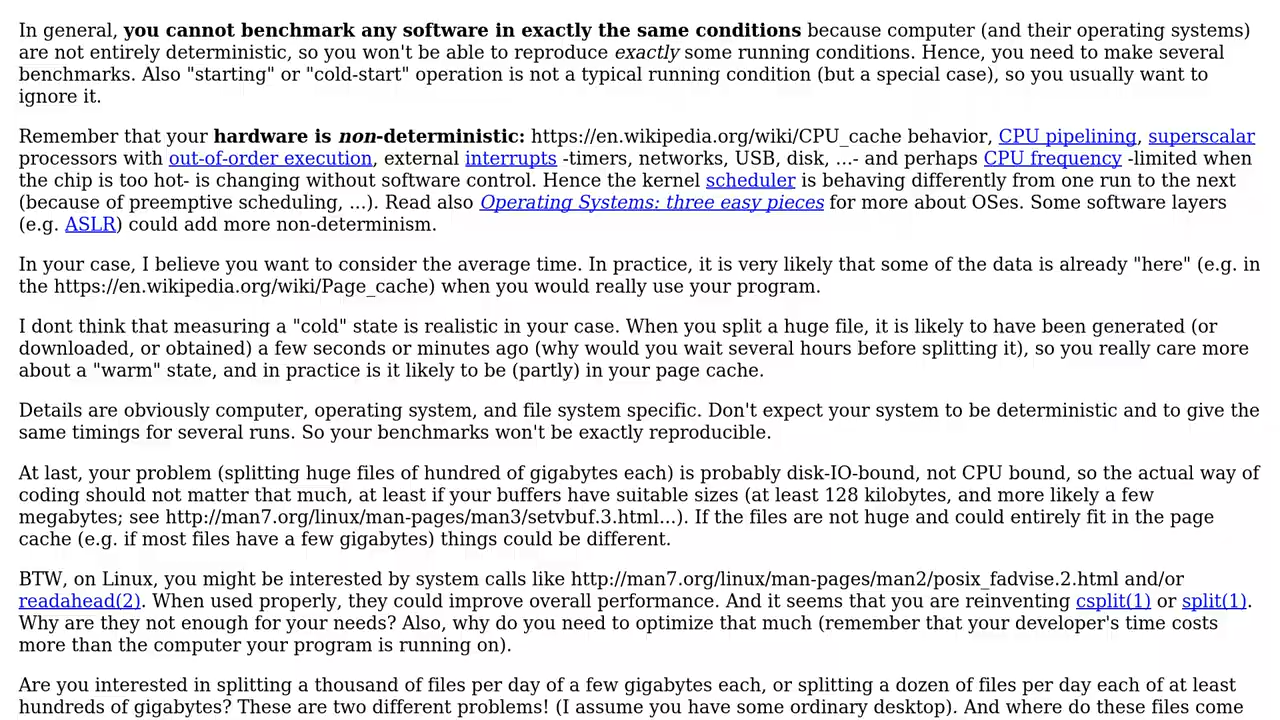 In general, you cannot benchmark any software in exactly the same conditions because computer (and their operating systems)
are not entirely deterministic, so you won't be able to reproduce exactly some running conditions. Hence, you need to make several
benchmarks. Also "starting" or "cold-start" operation is not a typical running condition (but a special case), so you usually want to
ignore it.
Remember that your hardware is non-deterministic: https://en.wikipedia.org/wiki/CPU_cache behavior, CPU pipelining, superscalar
processors with out-of-order execution, external interrupts -timers, networks, USB, disk, ...- and perhaps CPU frequency -limited when
the chip is too hot- is changing without software control. Hence the kernel scheduler is behaving differently from one run to the next
(because of preemptive scheduling, ...). Read also Operating Systems: three easy pieces for more about OSes. Some software layers
(e.g. ASLR) could add more non-determinism.
In your case, I believe you want to consider the average time. In practice, it is very likely that some of the data is already "here" (e.g. in
the https://en.wikipedia.org/wiki/Page_cache) when you would really use your program.
I dont think that measuring a "cold" state is realistic in your case. When you split a huge file, it is likely to have been generated (or
downloaded, or obtained) a few seconds or minutes ago (why would you wait several hours before splitting it), so you really care more
about a "warm" state, and in practice is it likely to be (partly) in your page cache.
Details are obviously computer, operating system, and file system specific. Don't expect your system to be deterministic and to give the
same timings for several runs. So your benchmarks won't be exactly reproducible.
At last, your problem (splitting huge files of hundred of gigabytes each) is probably disk-IO-bound, not CPU bound, so the actual way of
coding should not matter that much, at least if your buffers have suitable sizes (at least 128 kilobytes, and more likely a few
megabytes; see http://man7.org/linux/man-pages/man3/setvbuf.3.html...). If the files are not huge and could entirely fit in the page
cache (e.g. if most files have a few gigabytes) things could be different.
BTW, on Linux, you might be interested by system calls like http://man7.org/linux/man-pages/man2/posix_fadvise.2.html and/or
readahead(2). When used properly, they could improve overall performance. And it seems that you are reinventing csplit(1) or split(1).
Why are they not enough for your needs? Also, why do you need to optimize that much (remember that your developer's time costs
more than the computer your program is running on).
Are you interested in splitting a thousand of files per day of a few gigabytes each, or splitting a dozen of files per day each of at least
hundreds of gigabytes? These are two different problems! (I assume you have some ordinary desktop). And where do these files come